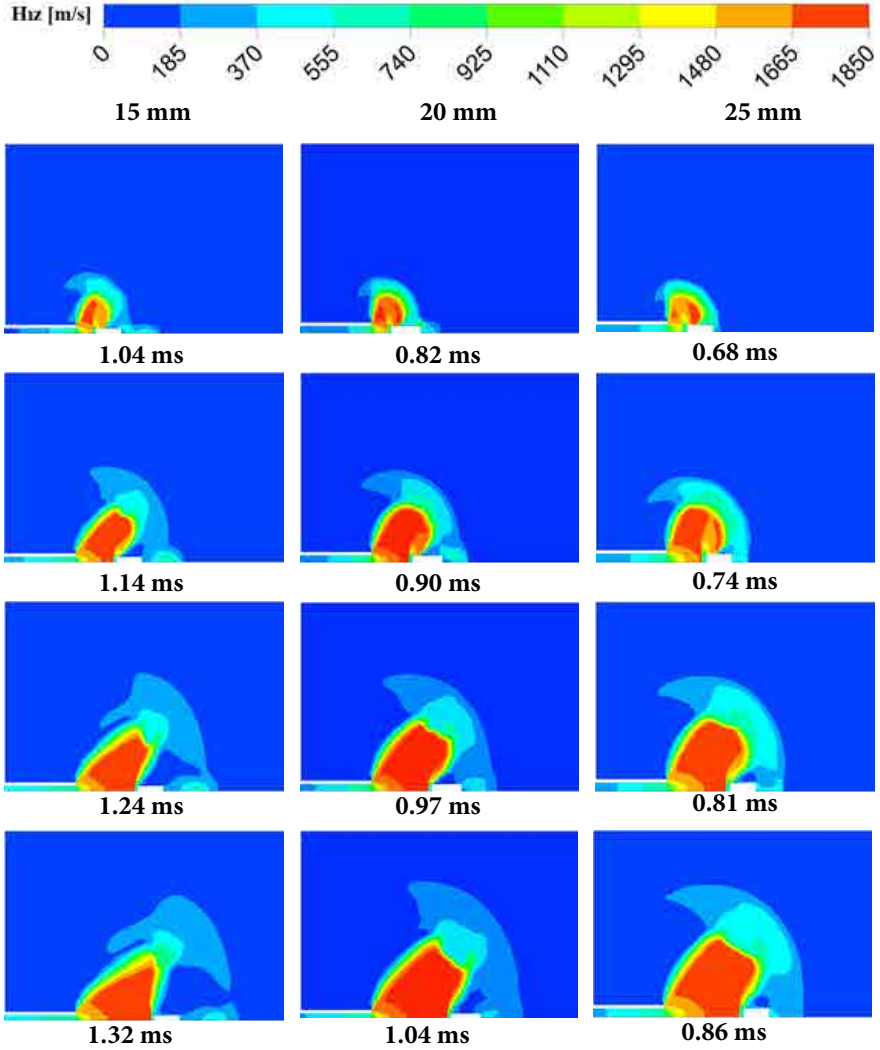 Hız [m/s]
0 185 370 555 740 925 1110 1295 1480 1665 1850
15 mm 20 mm 25 mm
1.04 ms 0.82 ms 0.68 ms
1.14 ms 0.90 ms 0.74 ms
1.24 ms 0.97 ms 0.81 ms
1.32 ms 1.04 ms 0.86 ms